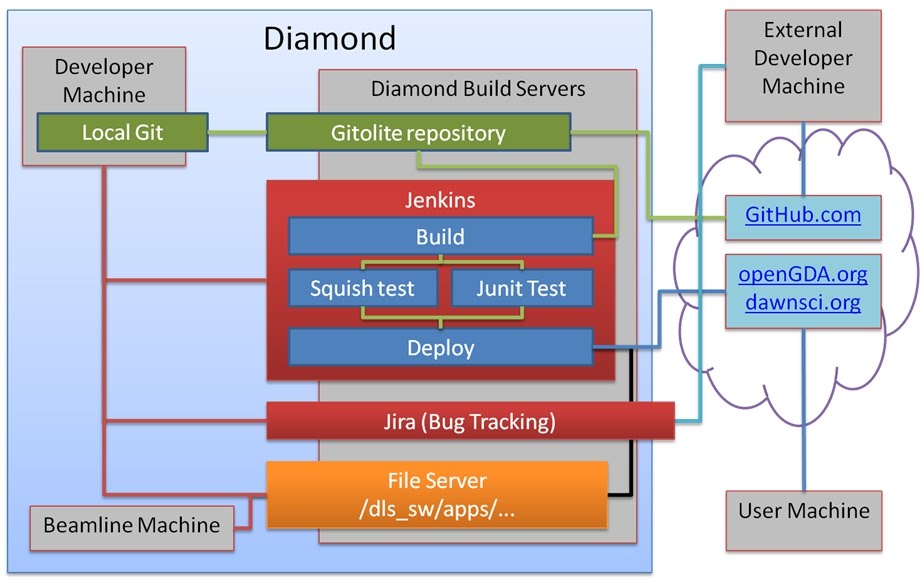 Diamond
Developer
Machine
Local Git
Diamond Build Servers
Gitolite repository
Jenkins
Build
Squish test
Junit Test
Deploy
Jira (Bug Tracking)
File Server
/dls_sw/apps/...
Beamline Machine
External
Developer
Machine
GitHub.com
openGDA.org
dawnsci.org
User Machine